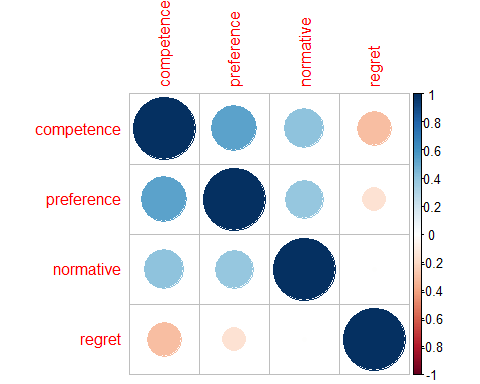 competence
preference
normative
regret
competence
preference
normative
regret
1
0.8
0.6
0.4
0.2
0
-0.2
-0.4
-0.6
-0.8
-1